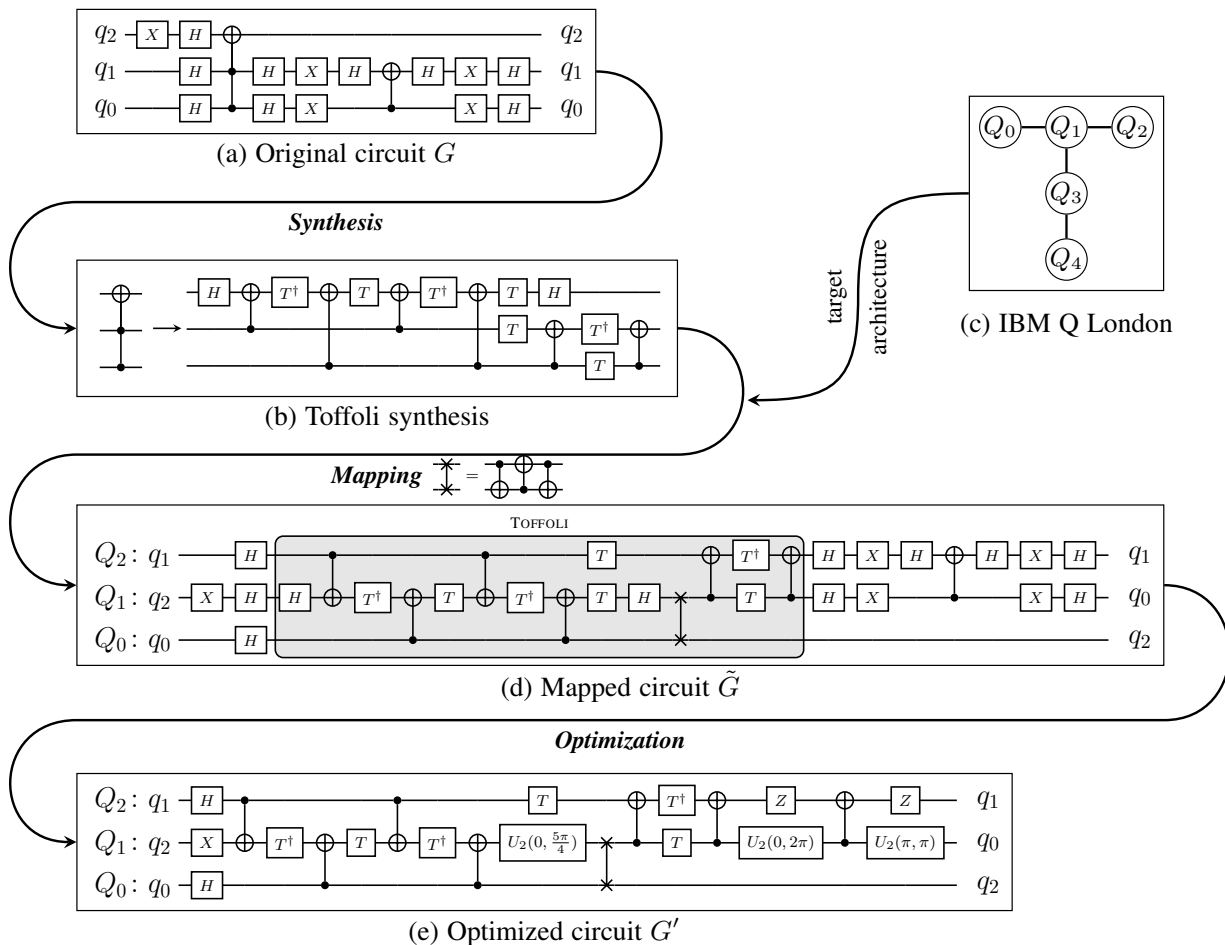 q₂ X H q₂
q₁ H H X H H X H q₁
q₀ H H X X H q₀
(a) Original circuit G
Q₀ Q₁ Q₂
Q₃
Q₄
(c) IBM Q London
target
architecture
Synthesis
H T† T T† T H
T T†
T
(b) Toffoli synthesis
Mapping =
TOFFOLI
Q₂ : q₁ H T T† H X H H X H q₁
Q₁ : q₂ X H H T† T T† T H T H X X H q₀
Q₀ : q₀ H q₂
(d) Mapped circuit G̃
Optimization
Q₂ : q₁ H T T† Z Z q₁
Q₁ : q₂ X T† T T† U₂(0, 5π/4) T U₂(0, 2π) U₂(π, π) q₀
Q₀ : q₀ H q₂
(e) Optimized circuit G′